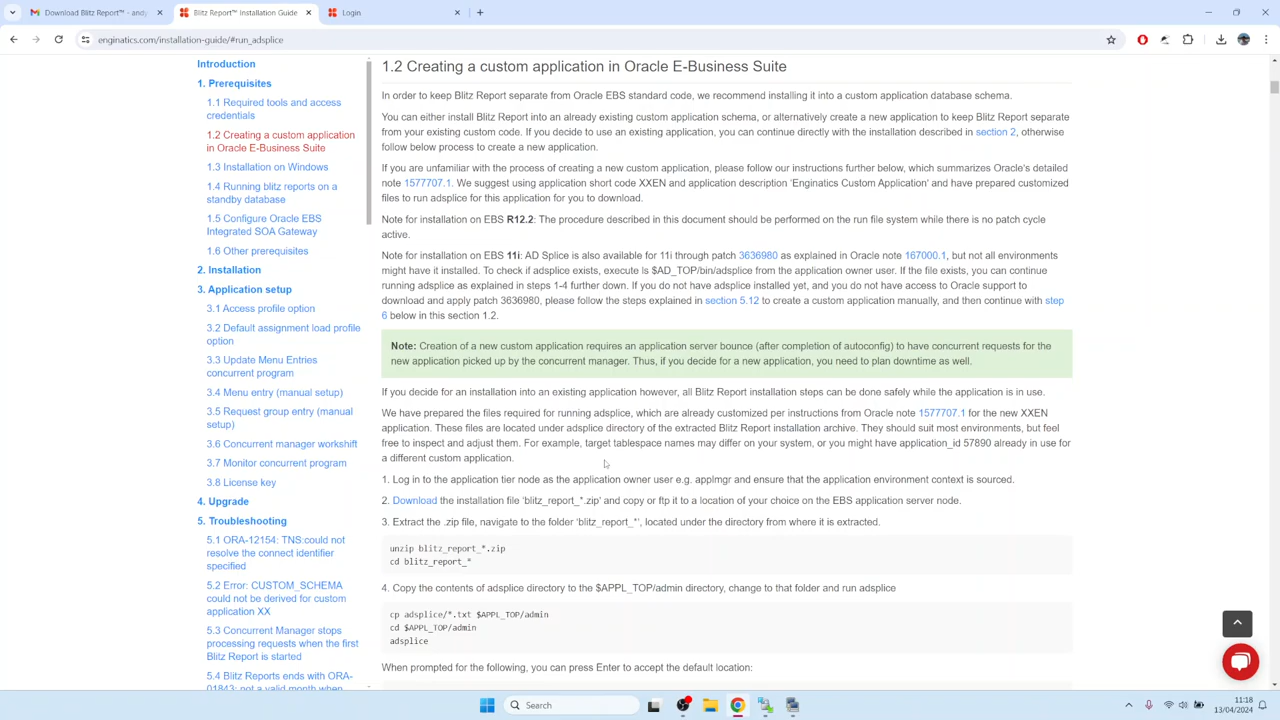 Download Blitz Report™ - andy
Blitz Report™ Installation Guide
Login
enginatics.com/installation-guide/#run_adsplice
Introduction
1. Prerequisites
1.1 Required tools and access
credentials
1.2 Creating a custom application
in Oracle E-Business Suite
1.3 Installation on Windows
1.4 Running blitz reports on a
standby database
1.5 Configure Oracle EBS
Integrated SOA Gateway
1.6 Other prerequisites
2. Installation
3. Application setup
3.1 Access profile option
3.2 Default assignment load profile
option
3.3 Update Menu Entries
concurrent program
3.4 Menu entry (manual setup)
3.5 Request group entry (manual
setup)
3.6 Concurrent manager workshift
3.7 Monitor concurrent program
3.8 License key
4. Upgrade
5. Troubleshooting
5.1 ORA-12154: TNS:could not
resolve the connect identifier
specified
5.2 Error: CUSTOM_SCHEMA
could not be derived for custom
application XX
5.3 Concurrent Manager stops
processing requests when the first
Blitz Report is started
5.4 Blitz Reports ends with ORA-
01843: not a valid month when
1.2 Creating a custom application in Oracle E-Business Suite
In order to keep Blitz Report separate from Oracle EBS standard code, we recommend installing it into a custom application database schema.
You can either install Blitz Report into an already existing custom application schema, or alternatively create a new application to keep Blitz Report separate
from your existing custom code. If you decide to use an existing application, you can continue directly with the installation described in section 2, otherwise
follow below process to create a new application.
If you are unfamiliar with the process of creating a new custom application, please follow our instructions further below, which summarizes Oracle's detailed
note 1577707.1. We suggest using application short code XXEN and application description 'Enginatics Custom Application' and have prepared customized
files to run adsplice for this application for you to download.
Note for installation on EBS R12.2: The procedure described in this document should be performed on the run file system while there is no patch cycle
active.
Note for installation on EBS 11i: AD Splice is also available for 11i through patch 3636980 as explained in Oracle note 167000.1, but not all environments
might have it installed. To check if adsplice exists, execute ls $AD_TOP/bin/adsplice from the application owner user. If the file exists, you can continue
running adsplice as explained in steps 1-4 further down. If you do not have adsplice installed yet, and you do not have access to Oracle support to
download and apply patch 3636980, please follow the steps explained in section 5.12 to create a custom application manually, and then continue with step
6 below in this section 1.2.
Note: Creation of a new custom application requires an application server bounce (after completion of autoconfig) to have concurrent requests for the
new application picked up by the concurrent manager. Thus, if you decide for a new application, you need to plan downtime as well.
If you decide for an installation into an existing application however, all Blitz Report installation steps can be done safely while the application is in use.
We have prepared the files required for running adsplice, which are already customized per instructions from Oracle note 1577707.1 for the new XXEN
application. These files are located under adsplice directory of the extracted Blitz Report installation archive. They should suit most environments, but feel
free to inspect and adjust them. For example, target tablespace names may differ on your system, or you might have application_id 57890 already in use for
a different custom application.
1. Log in to the application tier node as the application owner user e.g. applmgr and ensure that the application environment context is sourced.
2. Download the installation file 'blitz_report_*.zip' and copy or ftp it to a location of your choice on the EBS application server node.
3. Extract the .zip file, navigate to the folder 'blitz_report_*', located under the directory from where it is extracted.
unzip blitz_report_*.zip
cd blitz_report_*
4. Copy the contents of adsplice directory to the $APPL_TOP/admin directory, change to that folder and run adsplice
cp adsplice/*.txt $APPL_TOP/admin
cd $APPL_TOP/admin
adsplice
When prompted for the following, you can press Enter to accept the default location:
Search
11:18
13/04/2024